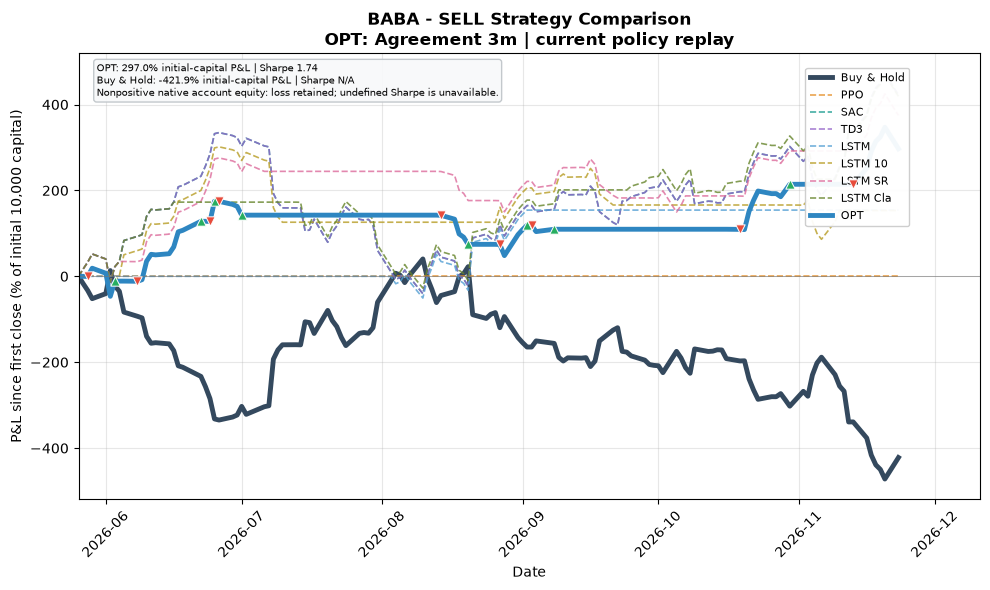 BABA - SELL Strategy Comparison
OPT: Agreement 3m | current policy replay
OPT: 297.0% initial-capital P&L | Sharpe 1.74
Buy & Hold: -421.9% initial-capital P&L | Sharpe N/A
Nonpositive native account equity: loss retained; undefined Sharpe is unavailable.
Buy & Hold
PPO
SAC
TD3
LSTM
LSTM 10
LSTM SR
LSTM Cla
OPT
P&L since first close (% of initial 10,000 capital)
400
200
0
−200
−400
2026-06
2026-07
2026-08
2026-09
2026-10
2026-11
2026-12
Date